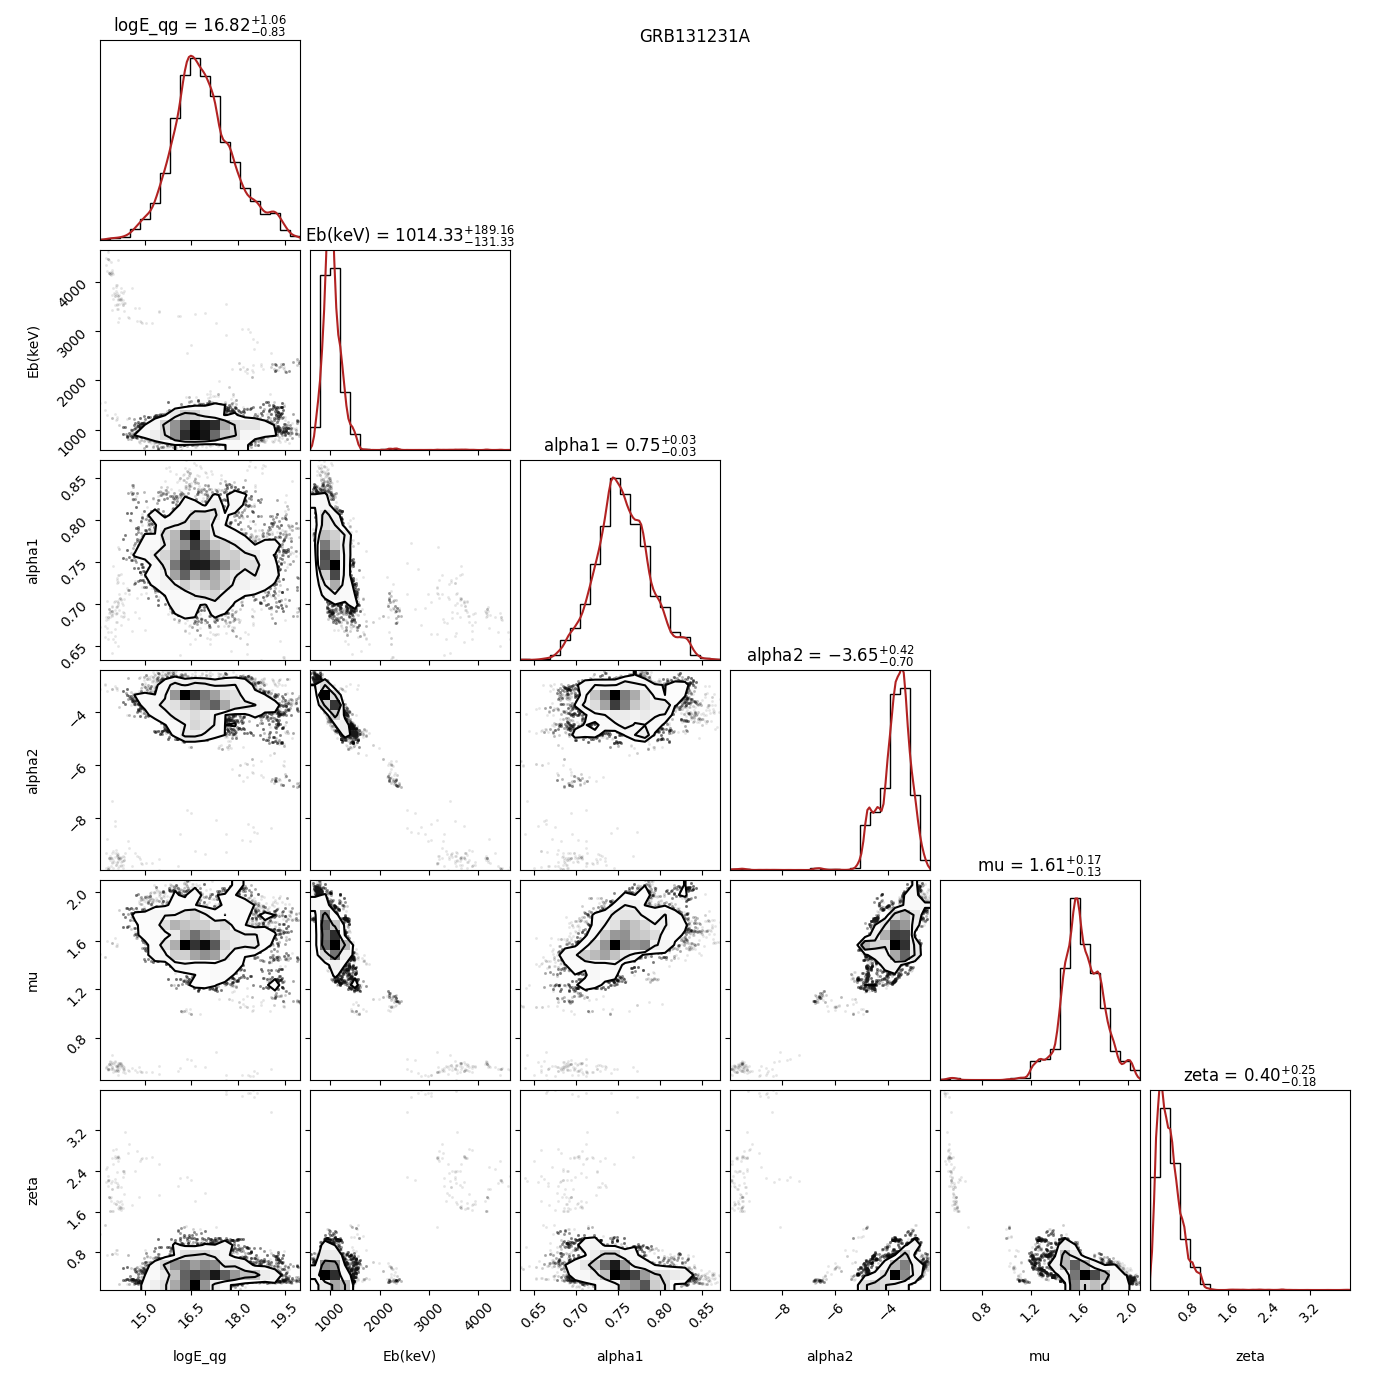 logE_qg = 16.82+1.06−0.83
GRB131231A
Eb(keV) = 1014.33+189.16−131.33
4000
3000
2000
1000
Eb(keV)
alpha1 = 0.75+0.03−0.03
0.85
0.80
0.75
0.70
0.65
alpha1
alpha2 = −3.65+0.42−0.70
−4
−6
−8
alpha2
mu = 1.61+0.17−0.13
2.0
1.6
1.2
0.8
mu
zeta = 0.40+0.25−0.18
3.2
2.4
1.6
0.8
zeta
15.0 16.5 18.0 19.5 1000 2000 3000 4000 0.65 0.70 0.75 0.80 0.85 −8 −6 −4 0.8 1.2 1.6 2.0 0.8 1.6 2.4 3.2
logE_qg Eb(keV) alpha1 alpha2 mu zeta